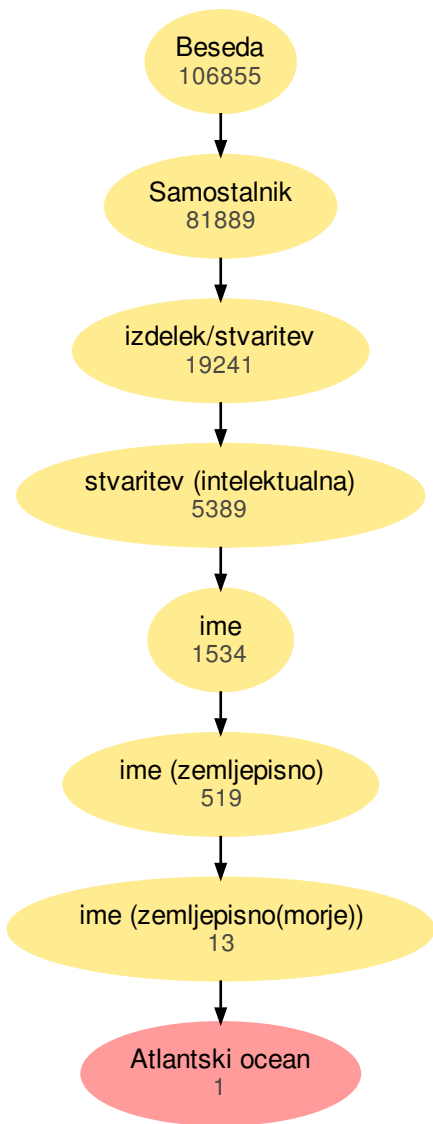 Beseda
106855
Samostalnik
81889
izdelek/stvaritev
19241
stvaritev (intelektualna)
5389
ime
1534
ime (zemljepisno)
519
ime (zemljepisno(morje))
13
Atlantski ocean
1